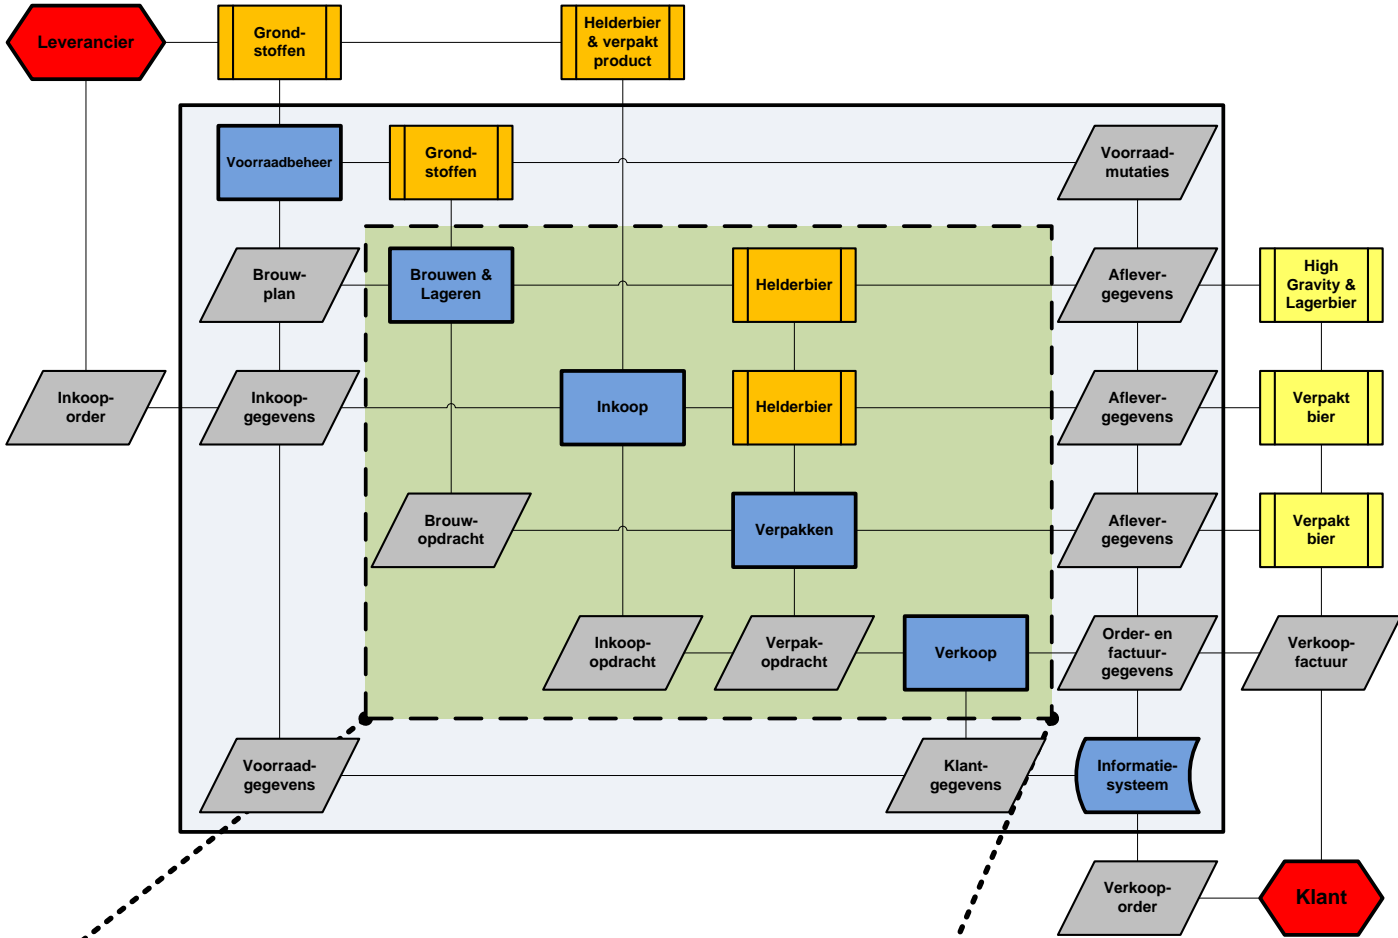 Leverancier
Grond-
stoffen
Helderbier
& verpakt
product
Voorraadbeheer
Grond-
stoffen
Voorraad-
mutaties
Brouw-
plan
Brouwen &
Lageren
Helderbier
Aflever-
gegevens
High
Gravity &
Lagerbier
Inkoop-
order
Inkoop-
gegevens
Inkoop
Helderbier
Aflever-
gegevens
Verpakt
bier
Brouw-
opdracht
Verpakken
Aflever-
gegevens
Verpakt
bier
Inkoop-
opdracht
Verpak-
opdracht
Verkoop
Order- en
factuur-
gegevens
Verkoop-
factuur
Voorraad-
gegevens
Klant-
gegevens
Informatie-
systeem
Verkoop-
order
Klant